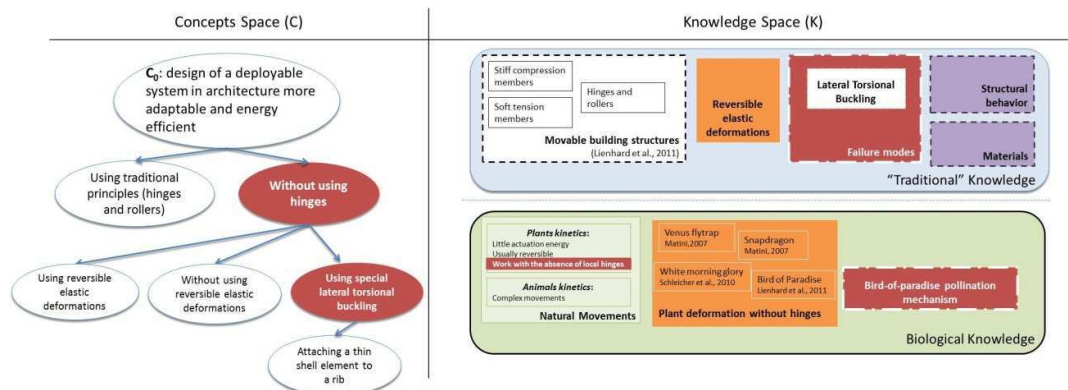 Concepts Space (C)
Knowledge Space (K)
C₀: design of a deployable
system in architecture more
adaptable and energy
efficient
Using traditional
principles (hinges
and rollers)
Without using
hinges
Using reversible
elastic
deformations
Without using
reversible elastic
deformations
Using special
lateral torsional
buckling
Attaching a thin
shell element to
a rib
Stiff compression
members
Soft tension
members
Hinges and
rollers
Movable building structures
(Lienhard et al., 2011)
Reversible
elastic
deformations
Lateral Torsional
Buckling
Failure modes
Structural
behavior
Materials
"Traditional" Knowledge
Plants kinetics:
Little actuation energy
Usually reversible
Work with the absence of local hinges
Animals kinetics:
Complex movements
Natural Movements
Venus flytrap
Matini,2007
Snapdragon
Matini, 2007
White morning glory
Schleicher et al., 2010
Bird of Paradise
Lienhard et al., 2011
Plant deformation without hinges
Bird-of-paradise pollination
mechanism
Biological Knowledge